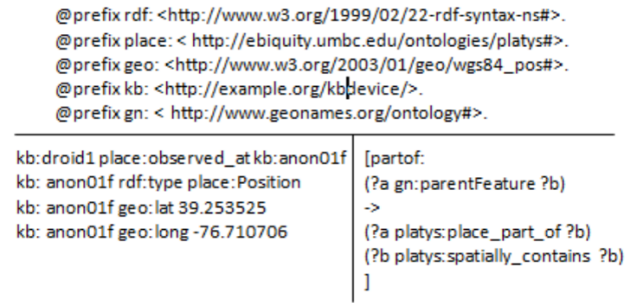 @prefix rdf: <http://www.w3.org/1999/02/22-rdf-syntax-ns#>.
@prefix place: < http://ebiquity.umbc.edu/ontologies/platys#>.
@prefix geo: <http://www.w3.org/2003/01/geo/wgs84_pos#>.
@prefix kb: <http://example.org/kbdevice/>.
@prefix gn: < http://www.geonames.org/ontology#>.
kb:droid1 place:observed_at kb:anon01f
kb: anon01f rdf:type place:Position
kb: anon01f geo:lat 39.253525
kb: anon01f geo:long -76.710706
[partof:
(?a gn:parentFeature ?b)
->
(?a platys:place_part_of ?b)
(?b platys:spatially_contains ?b)
]